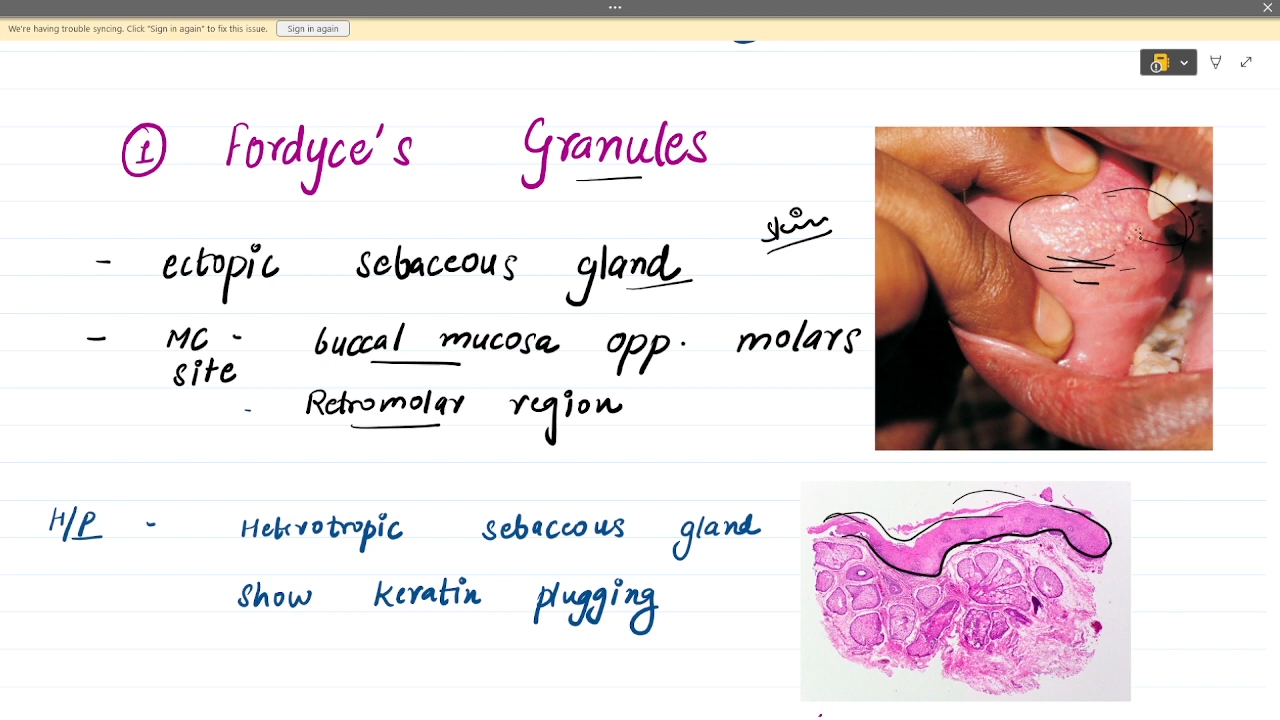 We're having trouble syncing. Click "Sign in again" to fix this issue. Sign in again
① Fordyce's Granules
skin
- ectopic sebaceous gland
- MC - buccal mucosa opp. molars
site
- Retromolar region
H/P - Hetrotropic sebaceous gland
show keratin plugging